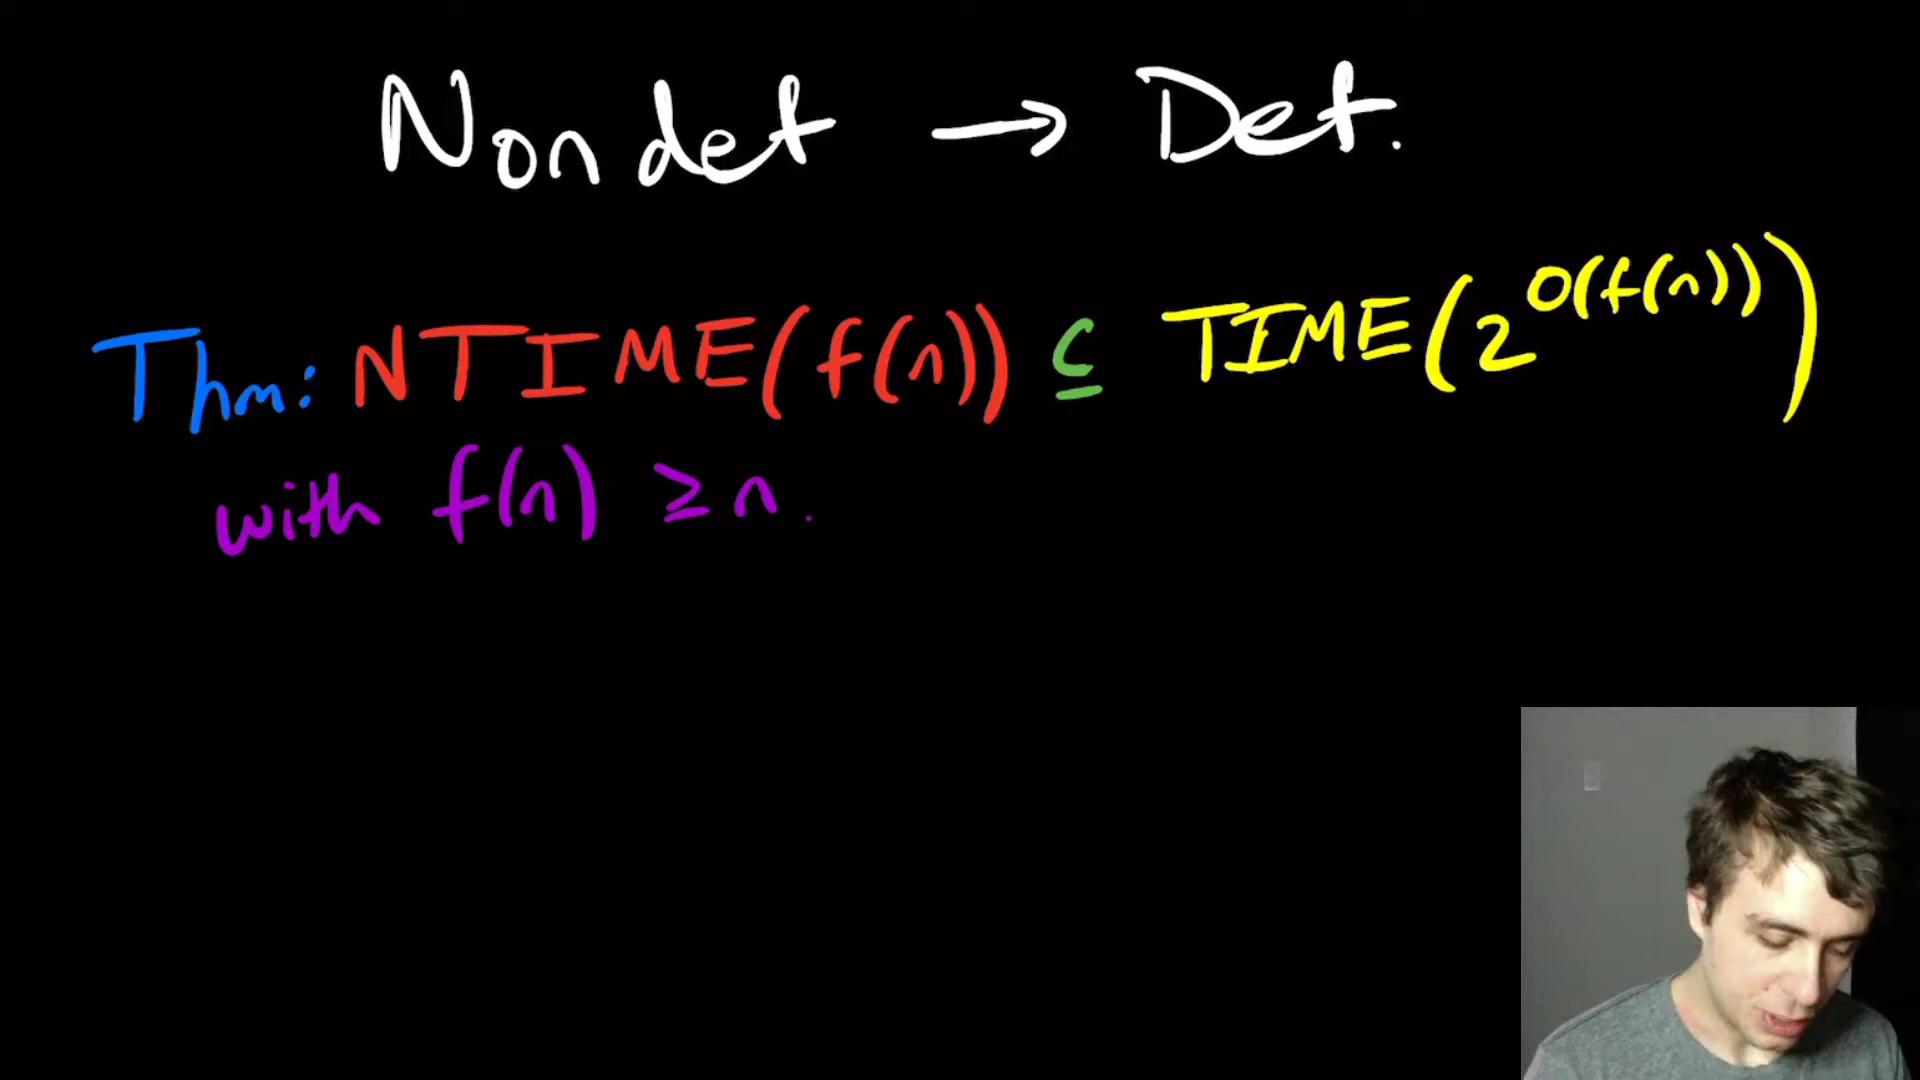 Nondet → Det.
Thm: NTIME(f(n)) ⊆ TIME(2^O(f(n)))
with f(n) ≥ n.